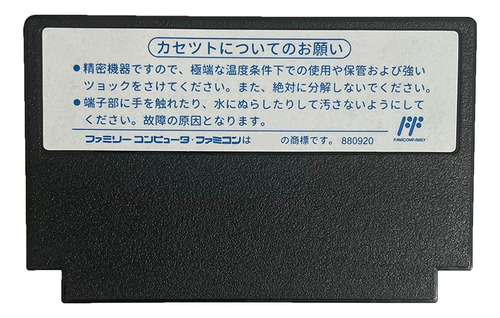 カセットについてのお願い
●精密機器ですので、極端な温度条件下での使用や保管および強い
ツョックをさけてください。また、絶対に分解しないでください。
●端子部に手を触れたり、水にぬらしたりして汚さないようにして
ください。故障の原因となります。
ファミリーコンピュータ・ファミコンは の商標です。 880920
FAMICOMFAMILY